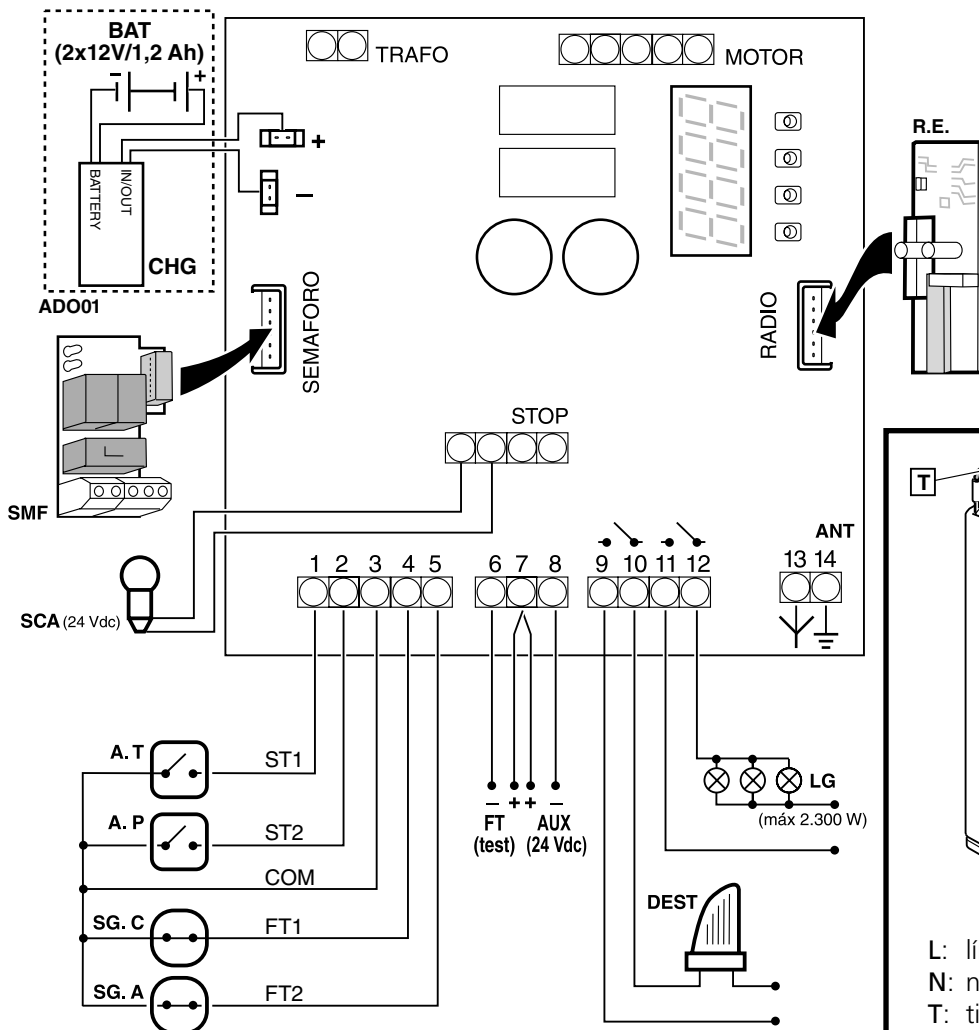 BAT
(2x12V/1,2 Ah)
- +
BATTERY
IN/OUT
CHG
ADO01
TRAFO
MOTOR
+
–
R.E.
SEMAFORO
RADIO
SMF
STOP
SCA (24 Vdc)
1 2 3 4 5
6 7 8
9 10 11 12
ANT
13 14
T
A. T
ST1
A. P
ST2
COM
SG. C
FT1
SG. A
FT2
– + + –
FT AUX
(test) (24 Vdc)
LG
(máx 2.300 W)
DEST
L: lí
N: n
T: ti